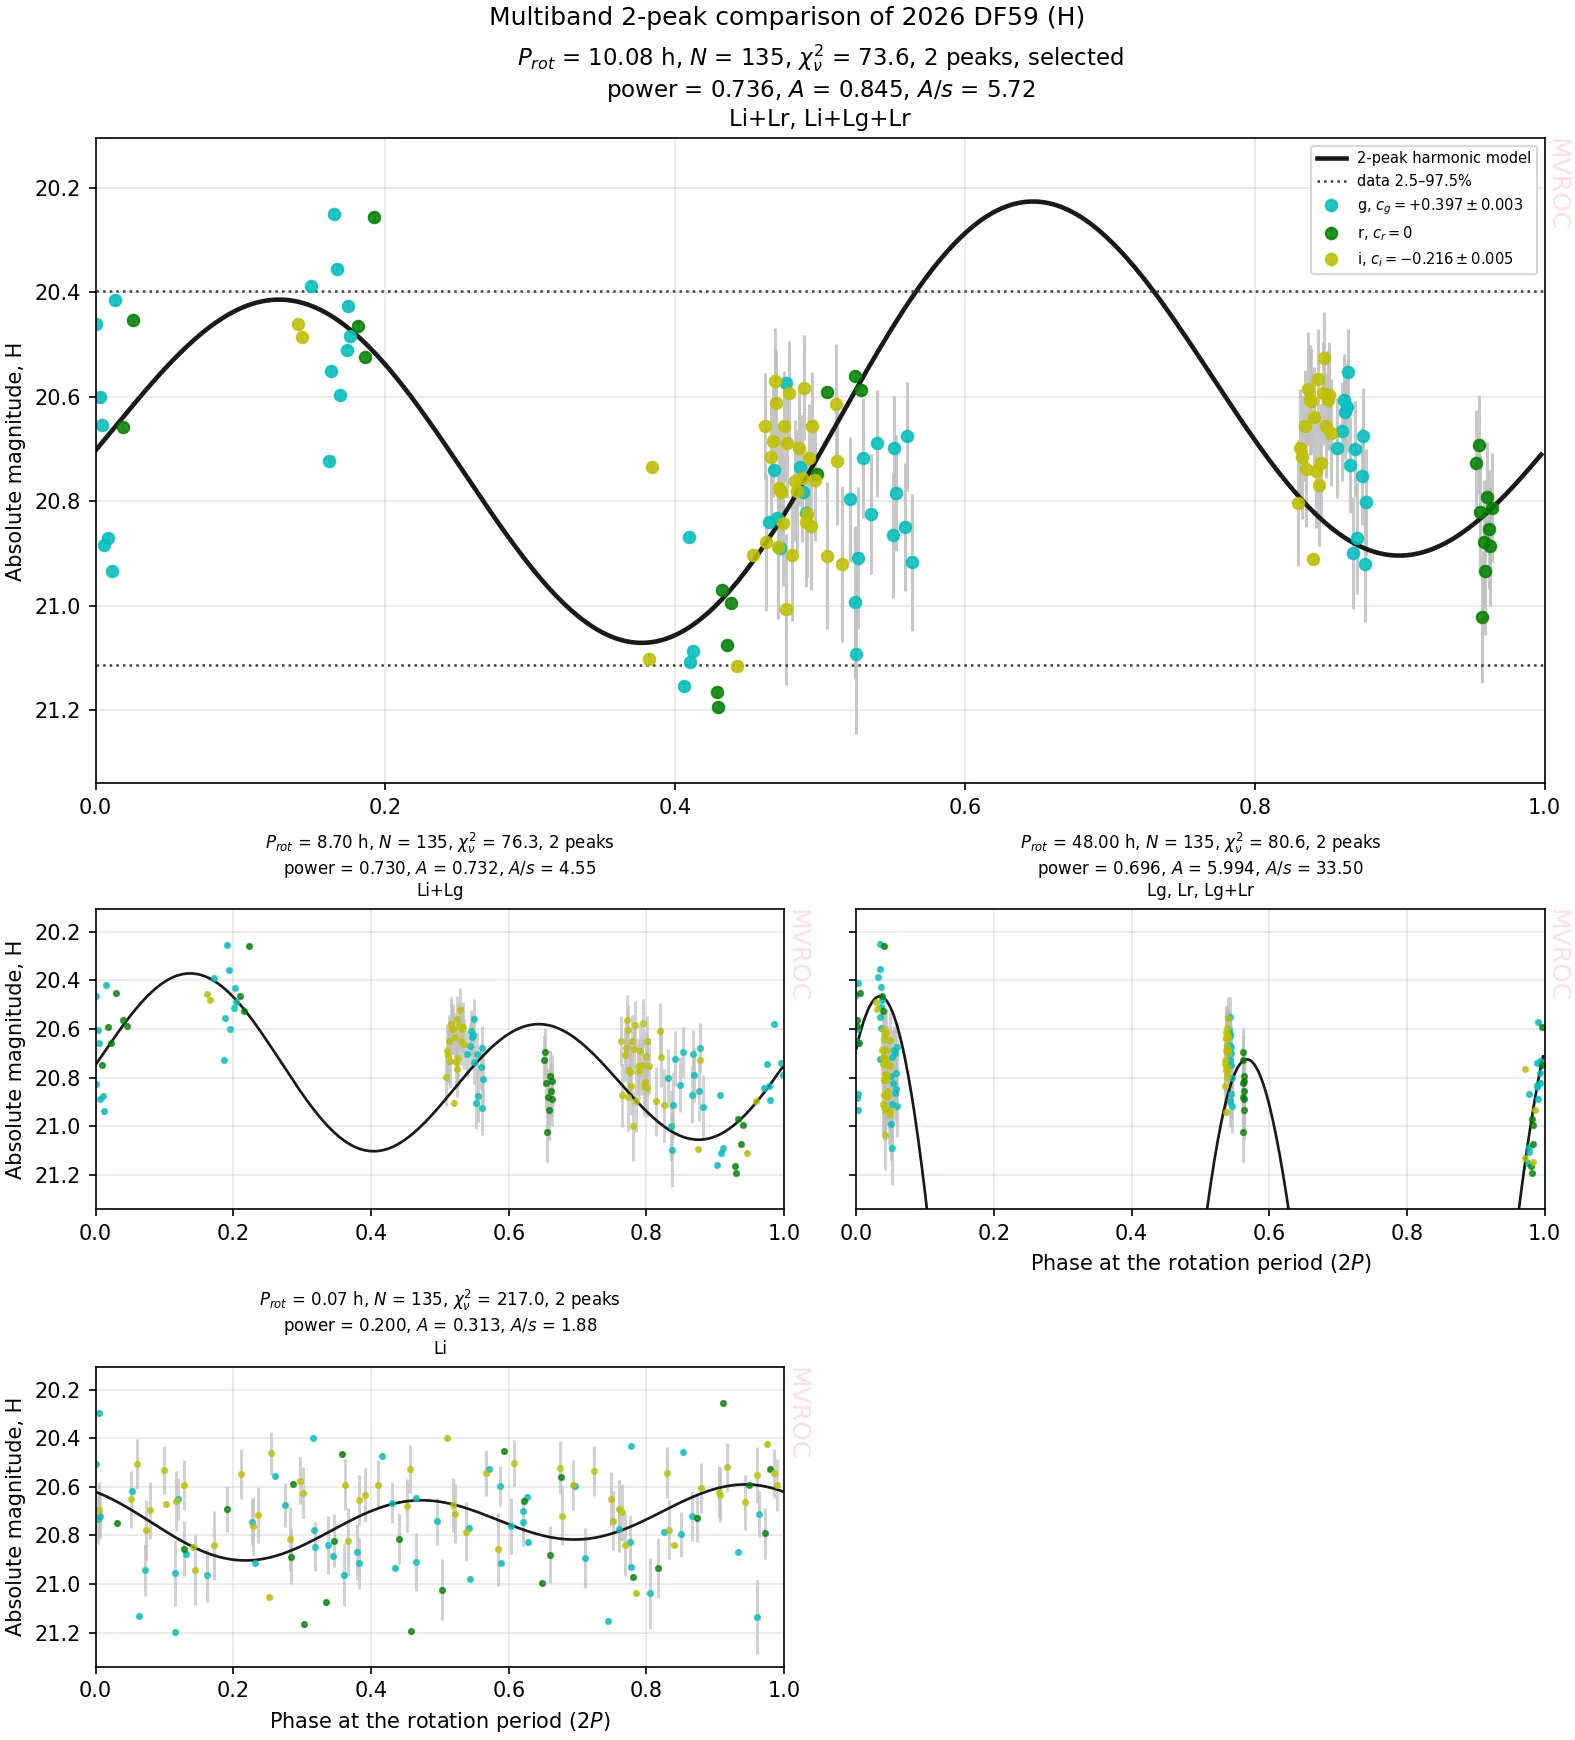 Multiband 2-peak comparison of 2026 DF59 (H)
P_rot = 10.08 h, N = 135, χ²_ν = 73.6, 2 peaks, selected
power = 0.736, A = 0.845, A/s = 5.72
Li+Lr, Li+Lg+Lr
2-peak harmonic model
data 2.5–97.5%
g, c_g = +0.397 ± 0.003
r, c_r = 0
i, c_i = −0.216 ± 0.005
MVROC
Absolute magnitude, H
20.2
20.4
20.6
20.8
21.0
21.2
0.0 0.2 0.4 0.6 0.8 1.0
P_rot = 8.70 h, N = 135, χ²_ν = 76.3, 2 peaks
power = 0.730, A = 0.732, A/s = 4.55
Li+Lg
MVROC
Absolute magnitude, H
20.2
20.4
20.6
20.8
21.0
21.2
0.0 0.2 0.4 0.6 0.8 1.0
P_rot = 48.00 h, N = 135, χ²_ν = 80.6, 2 peaks
power = 0.696, A = 5.994, A/s = 33.50
Lg, Lr, Lg+Lr
MVROC
0.0 0.2 0.4 0.6 0.8 1.0
Phase at the rotation period (2P)
P_rot = 0.07 h, N = 135, χ²_ν = 217.0, 2 peaks
power = 0.200, A = 0.313, A/s = 1.88
Li
MVROC
Absolute magnitude, H
20.2
20.4
20.6
20.8
21.0
21.2
0.0 0.2 0.4 0.6 0.8 1.0
Phase at the rotation period (2P)